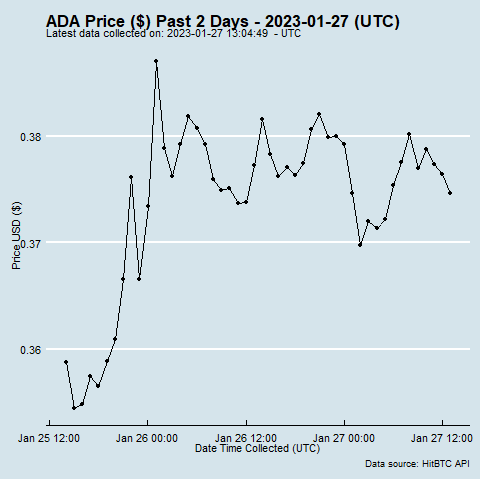 ADA Price ($) Past 2 Days - 2023-01-27 (UTC)
Latest data collected on: 2023-01-27 13:04:49 - UTC
0.38
0.37
0.36
Price USD ($)
Jan 25 12:00 Jan 26 00:00 Jan 26 12:00 Jan 27 00:00 Jan 27 12:00
Date Time Collected (UTC)
Data source: HitBTC API